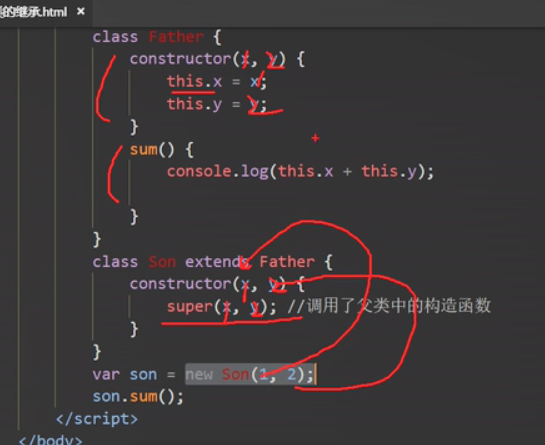 的继承.html ×
class Father {
constructor(x, y) {
this.x = x;
this.y = y;
}
sum() {
console.log(this.x + this.y);
}
}
class Son extends Father {
constructor(x, y) {
super(x, y); //调用了父类中的构造函数
}
}
var son = new Son(1, 2);
son.sum();
</script>
</body>